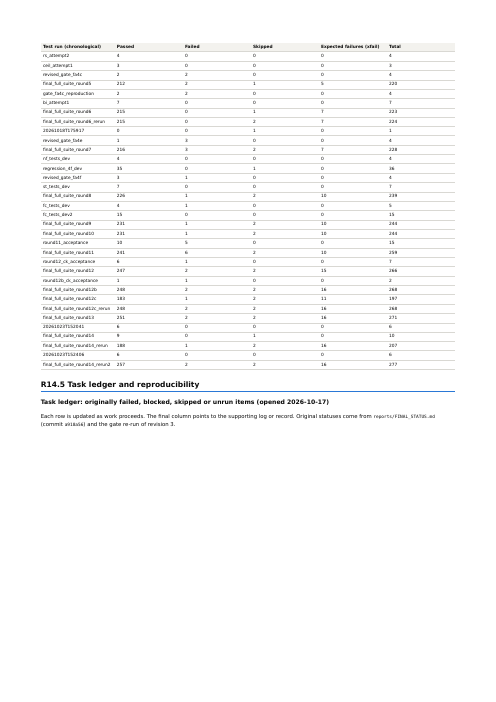 Test run (chronological) Passed Failed Skipped Expected failures (xfail) Total
rs_attempt2 4 0 0 0 4
ceil_attempt1 3 0 0 0 3
revised_gate_fa4c 2 2 0 0 4
final_full_suite_round5 212 2 1 5 220
gate_fa4c_reproduction 2 2 0 0 4
bi_attempt1 7 0 0 0 7
final_full_suite_round6 215 0 1 7 223
final_full_suite_round6_rerun 215 0 2 7 224
20261018T175917 0 0 1 0 1
revised_gate_fa4e 1 3 0 0 4
final_full_suite_round7 216 3 2 7 228
nf_tests_dev 4 0 0 0 4
regression_4f_dev 35 0 1 0 36
revised_gate_fa4f 3 1 0 0 4
st_tests_dev 7 0 0 0 7
final_full_suite_round8 226 1 2 10 239
fc_tests_dev 4 1 0 0 5
fc_tests_dev2 15 0 0 0 15
final_full_suite_round9 231 1 2 10 244
final_full_suite_round10 231 1 2 10 244
round11_acceptance 10 5 0 0 15
final_full_suite_round11 241 6 2 10 259
round12_ck_acceptance 6 1 0 0 7
final_full_suite_round12 247 2 2 15 266
round12b_ck_acceptance 1 1 0 0 2
final_full_suite_round12b 248 2 2 16 268
final_full_suite_round12c 183 1 2 11 197
final_full_suite_round12c_rerun 248 2 2 16 268
final_full_suite_round13 251 2 2 16 271
20261023T152041 6 0 0 0 6
final_full_suite_round14 9 0 1 0 10
final_full_suite_round14_rerun 188 1 2 16 207
20261023T152406 6 0 0 0 6
final_full_suite_round14_rerun2 257 2 2 16 277
R14.5 Task ledger and reproducibility
Task ledger: originally failed, blocked, skipped or unrun items (opened 2026-10-17)
Each row is updated as work proceeds. The final column points to the supporting log or record. Original statuses come from reports/FINAL_STATUS.md
(commit and the gate re-run of revision 3.